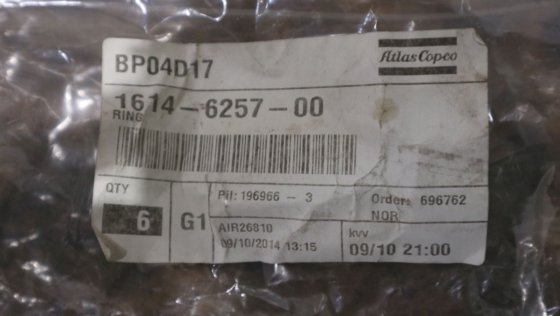 BP04D17
Atlas Copco
1614-6257-00
RING
QTY
6
G1
Pil: 196966 - 3
Order: 696762
NOR
AIR26810
09/10/2014 13:15
kvv
09/10 21:00